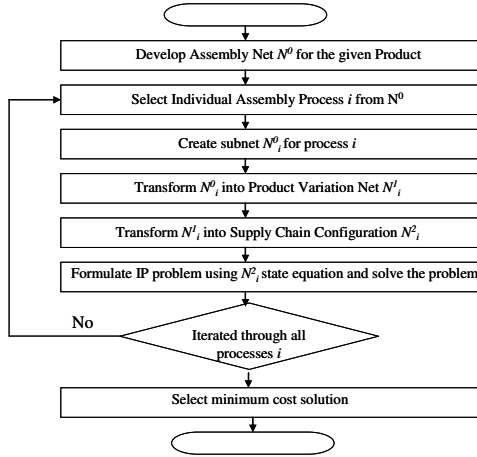 Develop Assembly Net N⁰ for the given Product
Select Individual Assembly Process i from N⁰
Create subnet N⁰ᵢ for process i
Transform N⁰ᵢ into Product Variation Net N¹ᵢ
Transform N¹ᵢ into Supply Chain Configuration N²ᵢ
Formulate IP problem using N²ᵢ state equation and solve the problem
No
Iterated through all
processes i
Select minimum cost solution